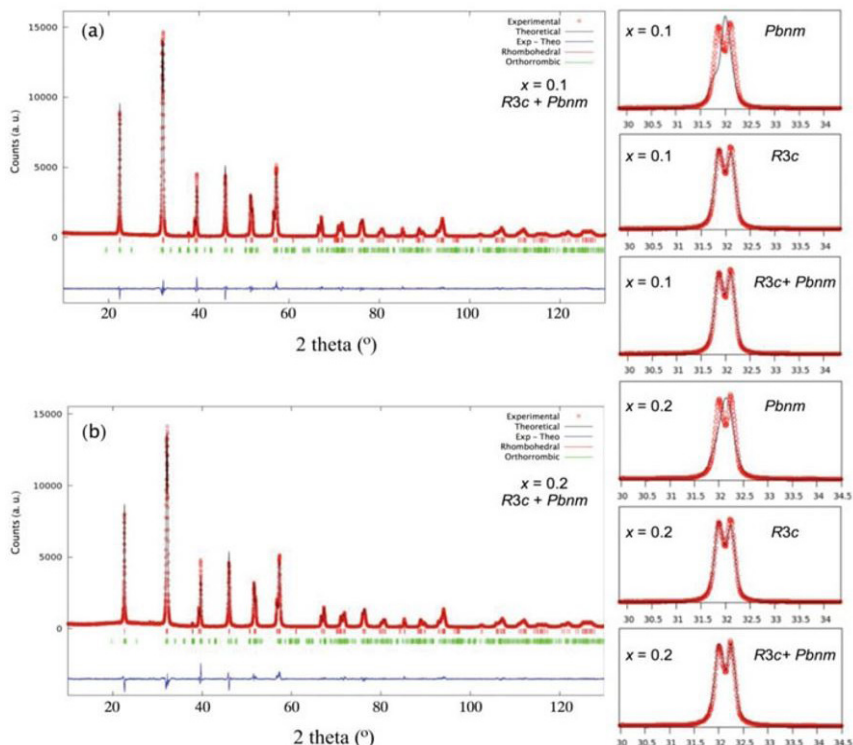 (a)
Experimental
Theoretical
Exp - Theo
Rhombohedral
Orthorrombic
x = 0.1
R3c + Pbnm
15000
10000
5000
0
Counts (a. u.)
20 40 60 80 100 120
2 theta (º)
(b)
Experimental
Theoretical
Exp - Theo
Rhombohedral
Orthorrombic
x = 0.2
R3c + Pbnm
15000
10000
5000
0
Counts (a. u.)
20 40 60 80 100 120
2 theta (º)
x = 0.1 Pbnm
30 30.5 31 31.5 32 32.5 33 33.5 34
x = 0.1 R3c
30 30.5 31 31.5 32 32.5 33 33.5 34
x = 0.1 R3c+ Pbnm
30 30.5 31 31.5 32 32.5 33 33.5 34
x = 0.2 Pbnm
30 30.5 31 31.5 32 32.5 33 33.5 34 34.5
x = 0.2 R3c
30 30.5 31 31.5 32 32.5 33 33.5 34 34.5
x = 0.2 R3c+ Pbnm
30 30.5 31 31.5 32 32.5 33 33.5 34 34.5